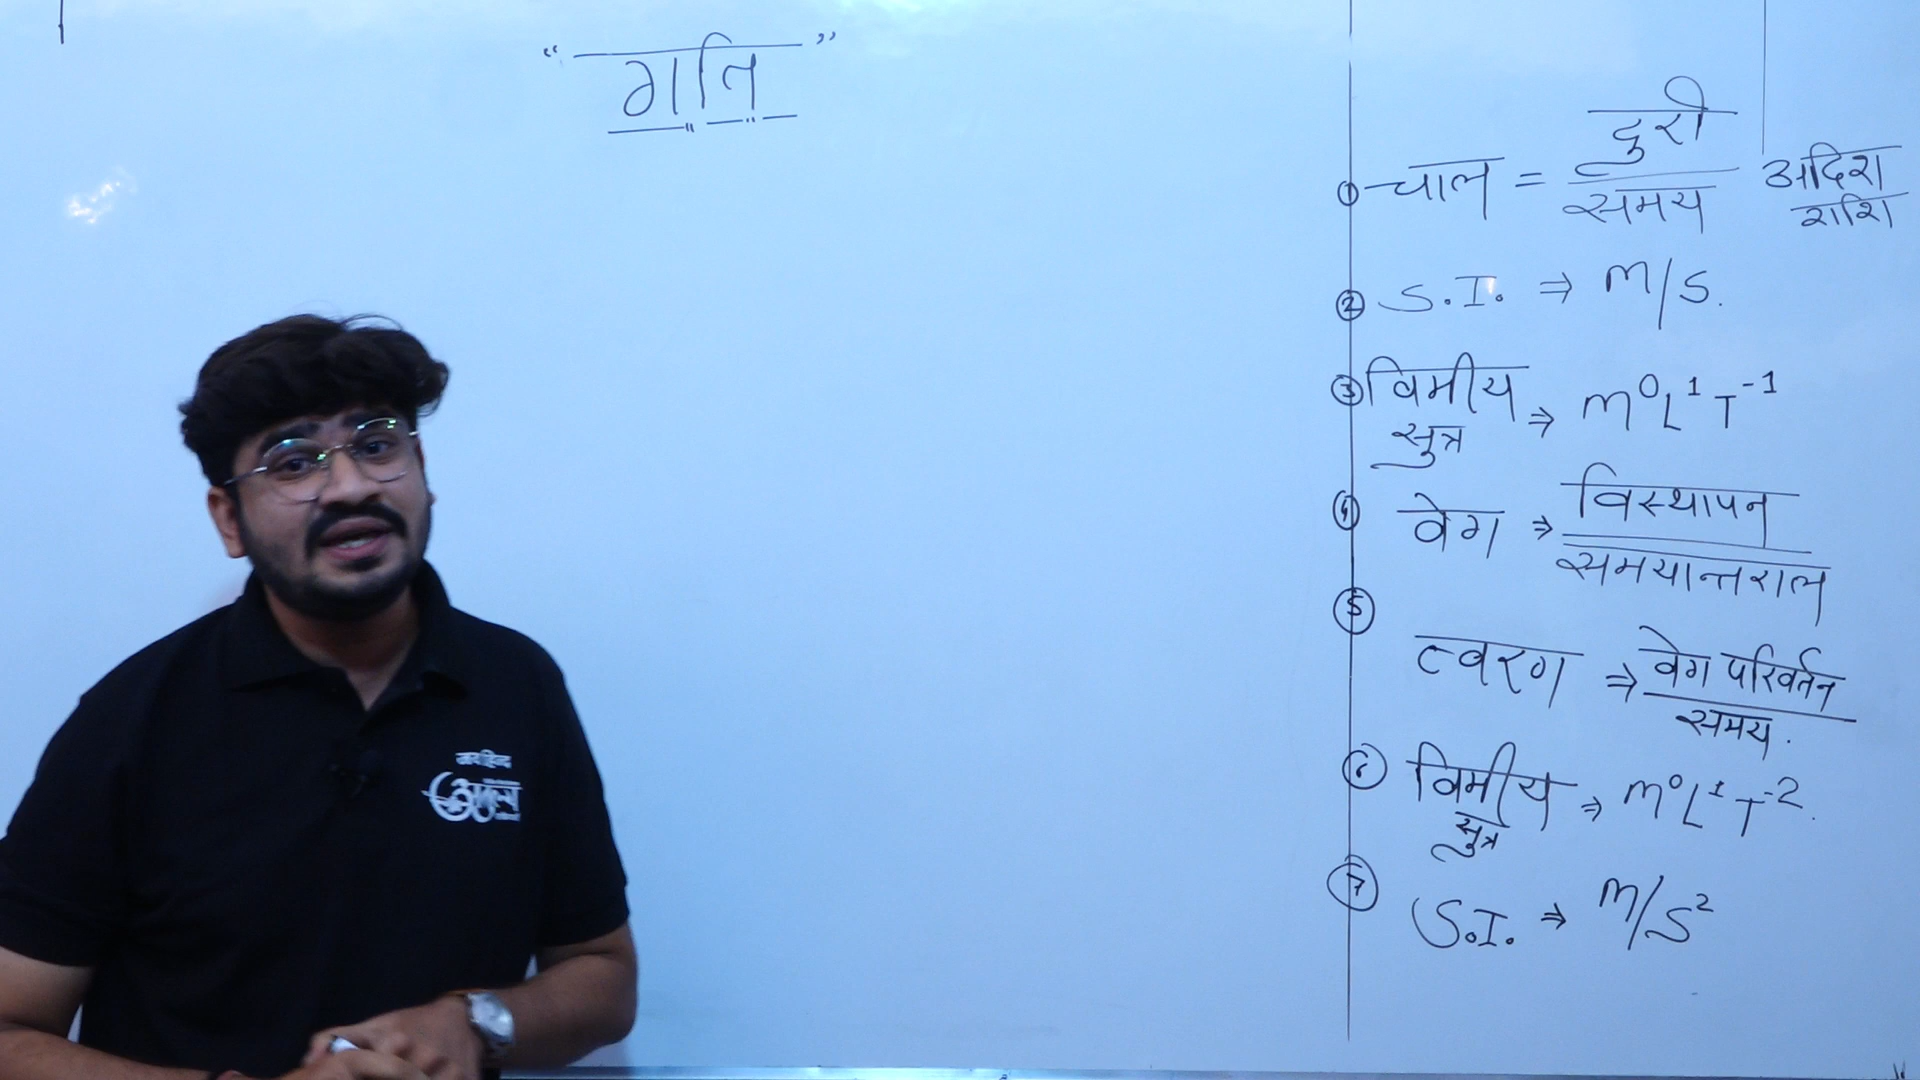 “गति”
① चाल = दुरी / समय अदिश राशि
② S.I. ⇒ m/s.
③ विमीय सुत्र ⇒ m⁰L¹T⁻¹
④ वेग ⇒ विस्थापन / समयान्तराल
⑤ त्वरण ⇒ वेग परिवर्तन / समय.
⑥ विमीय सुत्र ⇒ m⁰L¹T⁻².
⑦ S.I. ⇒ m/s²